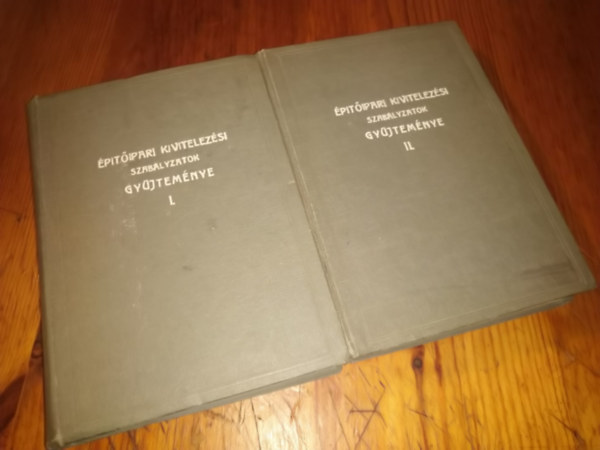 ÉPITŐIPARI KIVITELEZÉSI
SZABÁLYZATOK
GYŰJTEMÉNYE
I.
ÉPITŐIPARI KIVITELEZÉSI
SZABÁLYZATOK
GYŰJTEMÉNYE
II.